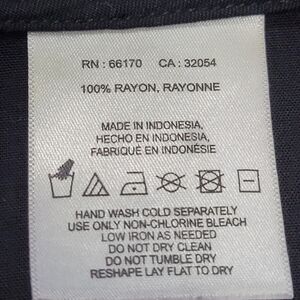 RN : 66170 CA : 32054
100% RAYON, RAYONNE
MADE IN INDONESIA,
HECHO EN INDONESIA,
FABRIQUÉ EN INDONÉSIE
HAND WASH COLD SEPARATELY
USE ONLY NON-CHLORINE BLEACH
LOW IRON AS NEEDED
DO NOT DRY CLEAN
DO NOT TUMBLE DRY
RESHAPE LAY FLAT TO DRY